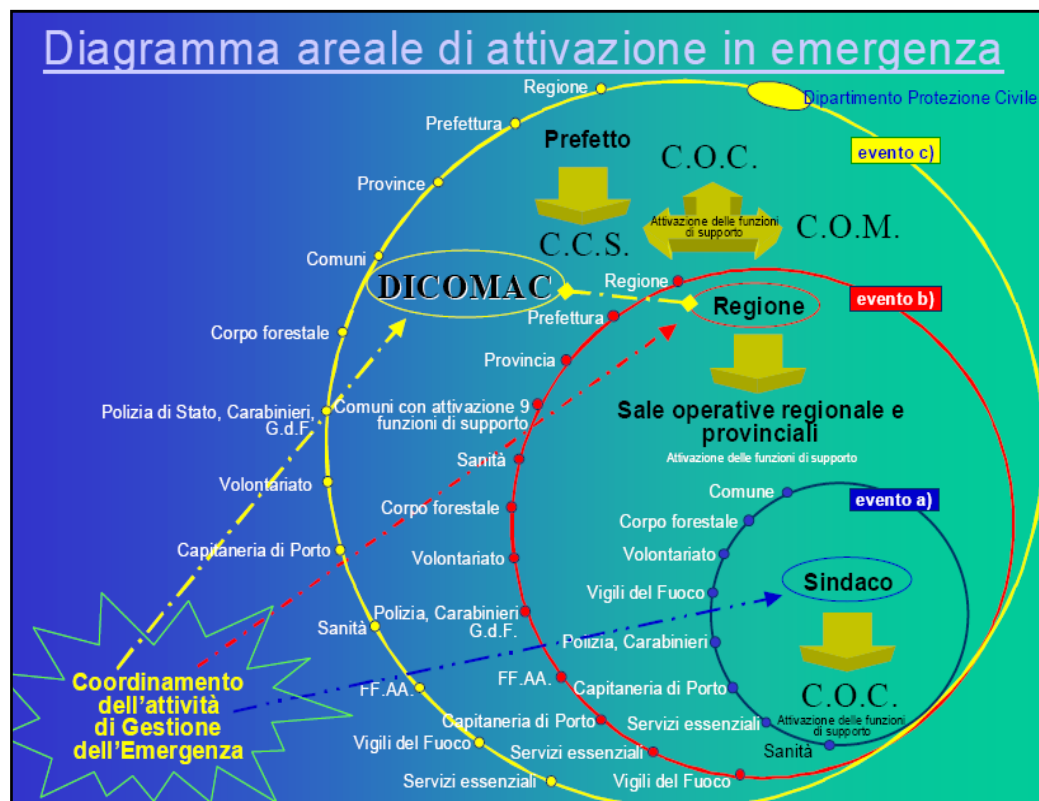 Diagramma areale di attivazione in emergenza
Regione
Dipartimento Protezione Civile
Prefettura
Prefetto
C.O.C.
evento c)
Province
Attivazione delle funzioni
di supporto
C.C.S.
C.O.M.
Comuni
DICOMAC
Regione
Regione
evento b)
Prefettura
Corpo forestale
Provincia
Polizia di Stato, Carabinieri,
G.d.F.
Comuni con attivazione 9
funzioni di supporto
Sale operative regionale e
provinciali
Attivazione delle funzioni di supporto
Sanità
Volontariato
Corpo forestale
Comune
evento a)
Corpo forestale
Capitaneria di Porto
Volontariato
Volontariato
Sindaco
Vigili del Fuoco
Sanità
Polizia, Carabinieri
G.d.F.
Polizia, Carabinieri
Coordinamento
dell'attività
di Gestione
dell'Emergenza
FF.AA.
FF.AA.
Capitaneria di Porto
C.O.C.
Attivazione delle funzioni
di supporto
Capitaneria di Porto
Servizi essenziali
Vigili del Fuoco
Servizi essenziali
Sanità
Servizi essenziali
Vigili del Fuoco